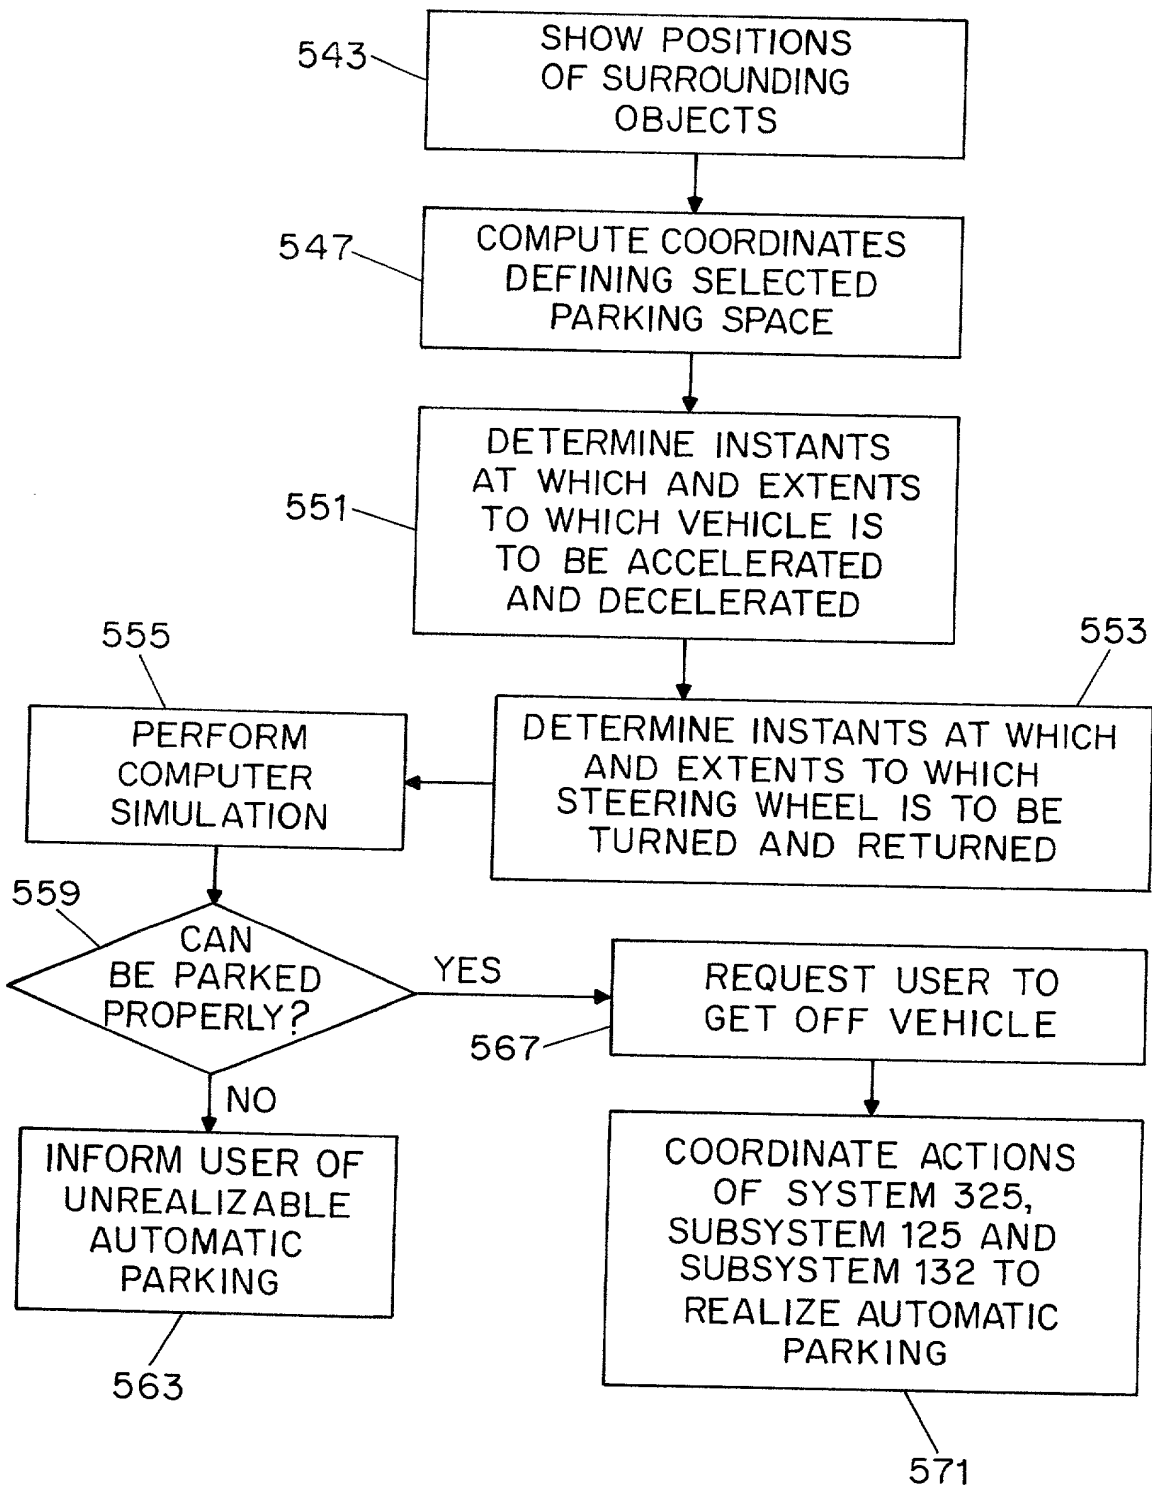 543
SHOW POSITIONS
OF SURROUNDING
OBJECTS
547
COMPUTE COORDINATES
DEFINING SELECTED
PARKING SPACE
551
DETERMINE INSTANTS
AT WHICH AND EXTENTS
TO WHICH VEHICLE IS
TO BE ACCELERATED
AND DECELERATED
555
553
PERFORM
COMPUTER
SIMULATION
DETERMINE INSTANTS AT WHICH
AND EXTENTS TO WHICH
STEERING WHEEL IS TO BE
TURNED AND RETURNED
559
CAN
BE PARKED
PROPERLY?
YES
NO
567
REQUEST USER TO
GET OFF VEHICLE
INFORM USER OF
UNREALIZABLE
AUTOMATIC
PARKING
563
COORDINATE ACTIONS
OF SYSTEM 325,
SUBSYSTEM 125 AND
SUBSYSTEM 132 TO
REALIZE AUTOMATIC
PARKING
571